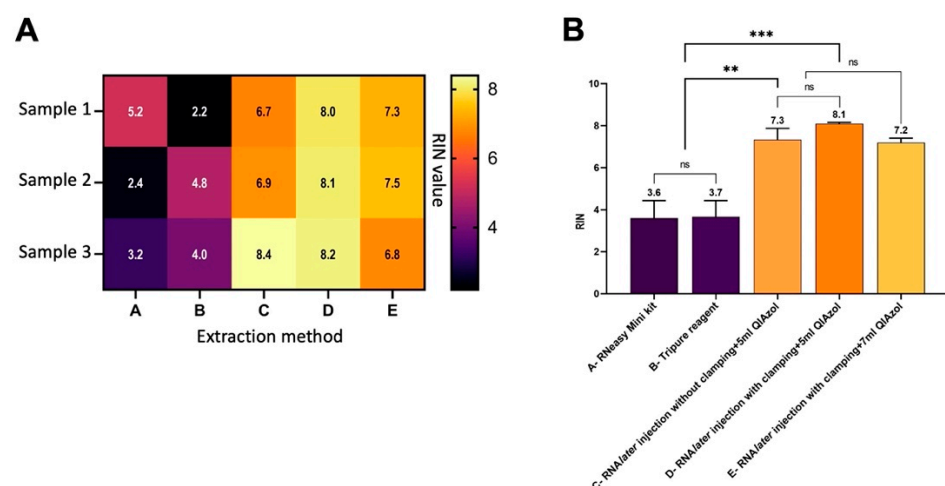 A
Sample 1
5.2 2.2 6.7 8.0 7.3
Sample 2
2.4 4.8 6.9 8.1 7.5
Sample 3
3.2 4.0 8.4 8.2 6.8
A B C D E
Extraction method
8
6
4
RIN value
B
***
**
ns
ns
ns
10
8
6
4
2
0
RIN
3.6
3.7
7.3
8.1
7.2
A- RNeasy Mini kit
B- Tripure reagent
C- RNAlater injection without clamping+5ml QIAzol
D- RNAlater injection with clamping+5ml QIAzol
E- RNAlater injection with clamping+7ml QIAzol